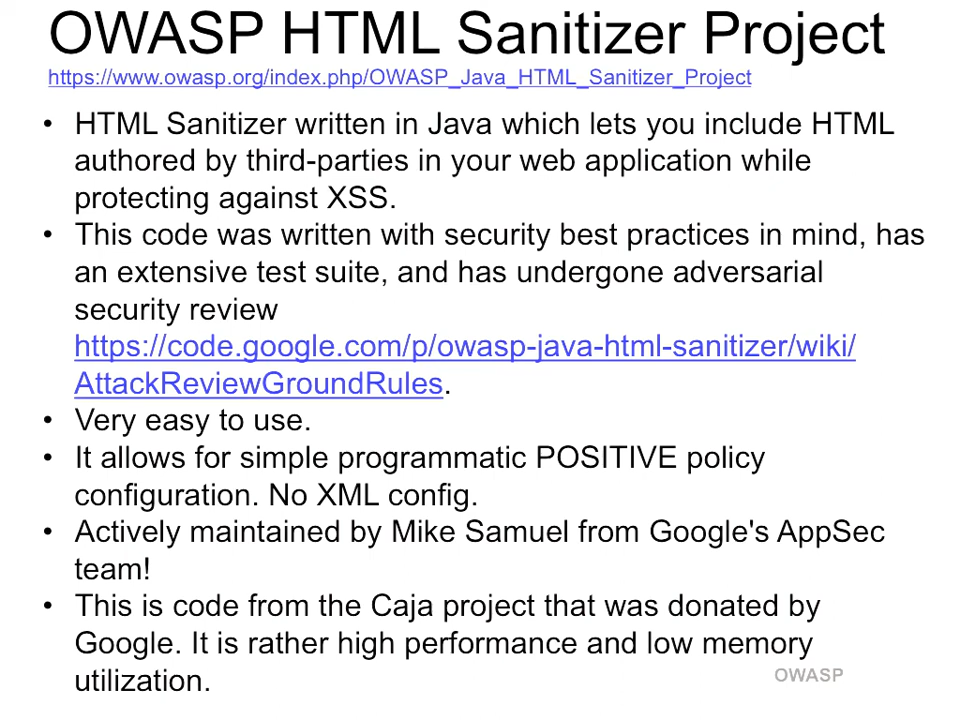 OWASP HTML Sanitizer Project
https://www.owasp.org/index.php/OWASP_Java_HTML_Sanitizer_Project
• HTML Sanitizer written in Java which lets you include HTML
authored by third-parties in your web application while
protecting against XSS.
• This code was written with security best practices in mind, has
an extensive test suite, and has undergone adversarial
security review
https://code.google.com/p/owasp-java-html-sanitizer/wiki/
AttackReviewGroundRules.
• Very easy to use.
• It allows for simple programmatic POSITIVE policy
configuration. No XML config.
• Actively maintained by Mike Samuel from Google's AppSec
team!
• This is code from the Caja project that was donated by
Google. It is rather high performance and low memory
utilization.
OWASP